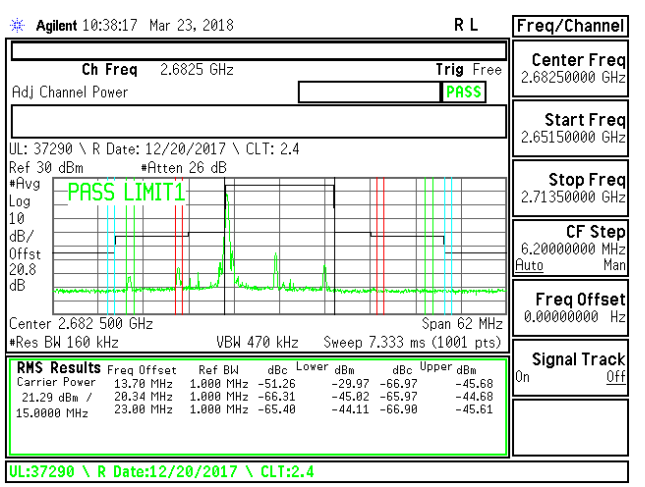 Agilent 10:38:17 Mar 23, 2018 R L
Ch Freq 2.6825 GHz Trig Free
Adj Channel Power PASS
UL: 37290 \ R Date: 12/20/2017 \ CLT: 2.4
Ref 30 dBm #Atten 26 dB
#Avg
Log
10
dB/
Offst
20.8
dB
PASS LIMIT1
Center 2.682 500 GHz Span 62 MHz
#Res BW 160 kHz VBW 470 kHz Sweep 7.333 ms (1001 pts)
RMS Results Freq Offset Ref BW dBc Lower dBm dBc Upper dBm
Carrier Power 13.70 MHz 1.000 MHz -51.26 -29.97 -66.97 -45.68
21.29 dBm / 20.34 MHz 1.000 MHz -66.31 -45.02 -65.97 -44.68
15.0000 MHz 23.00 MHz 1.000 MHz -65.40 -44.11 -66.90 -45.61
UL:37290 \ R Date:12/20/2017 \ CLT:2.4
Freq/Channel
Center Freq
2.68250000 GHz
Start Freq
2.65150000 GHz
Stop Freq
2.71350000 GHz
CF Step
6.20000000 MHz
Auto Man
Freq Offset
0.00000000 Hz
Signal Track
On Off